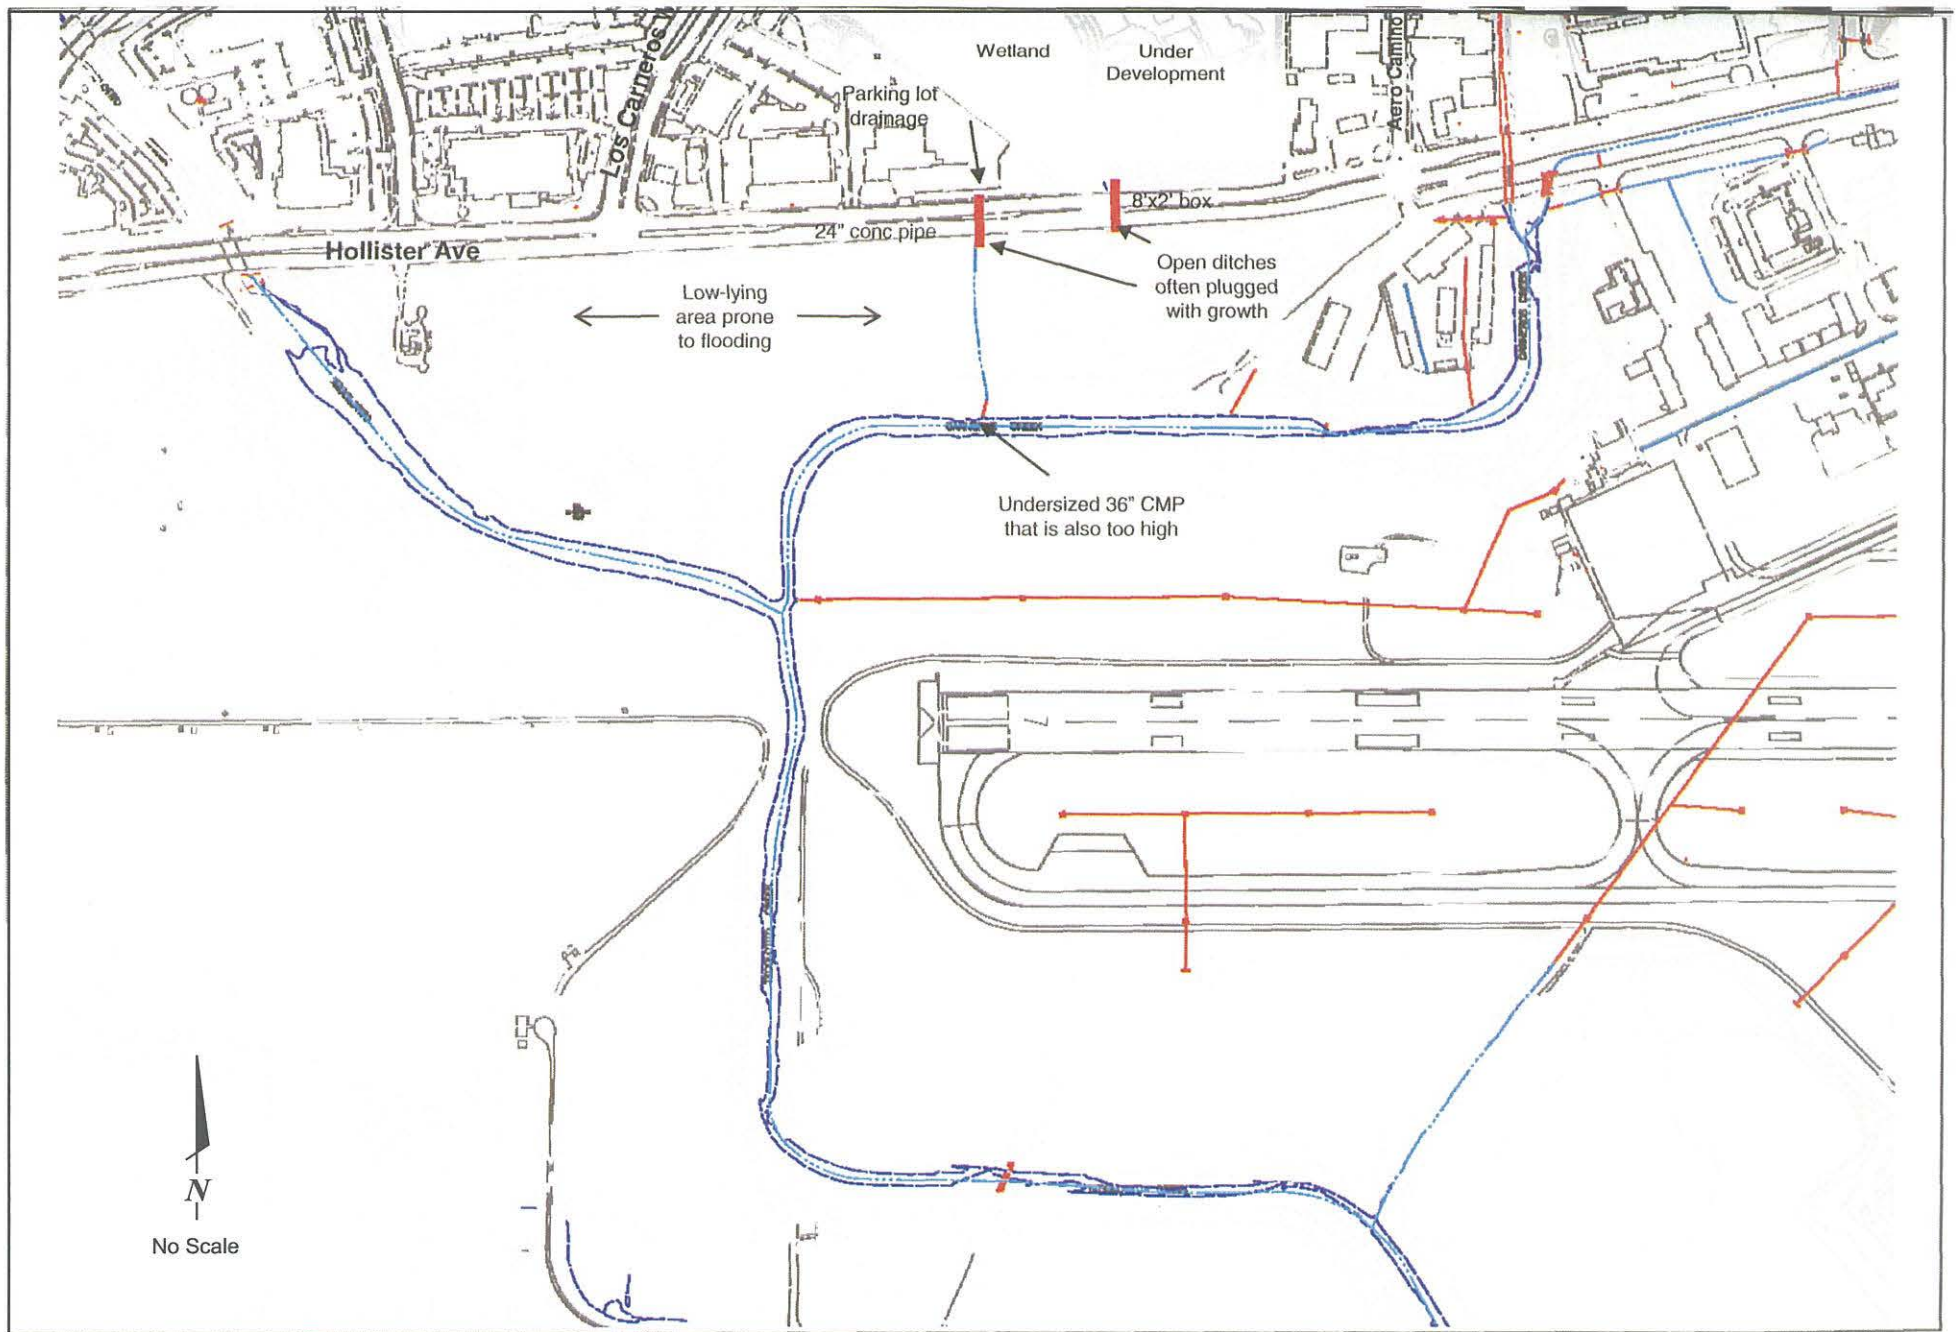 Wetland
Under
Development
Parking lot
drainage
Los Carneros
Aero Camino
8'x2' box
24" conc pipe
Hollister Ave
Low-lying
area prone
to flooding
Open ditches
often plugged
with growth
CREEK
Undersized 36" CMP
that is also too high
7
N
No Scale